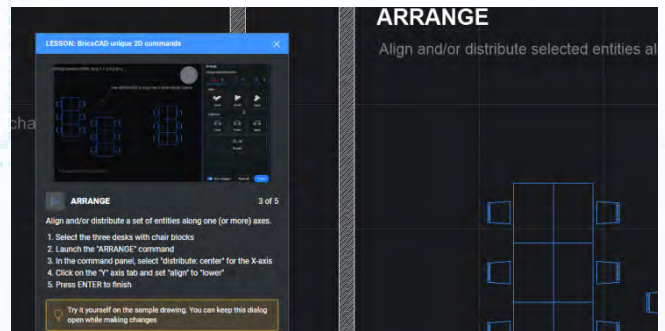 ARRANGE
Align and/or distribute selected entities al
LESSON: BricsCAD unique 2D commands
cha
ARRANGE
3 of 5
Align and/or distribute a set of entities along one (or more) axes.
1. Select the three desks with chair blocks
2. Launch the "ARRANGE" command
3. In the command panel, select "distribute: center" for the X-axis
4. Click on the "Y" axis tab and set "align" to "lower"
5. Press ENTER to finish
Try it yourself on the sample drawing. You can keep this dialog
open while making changes